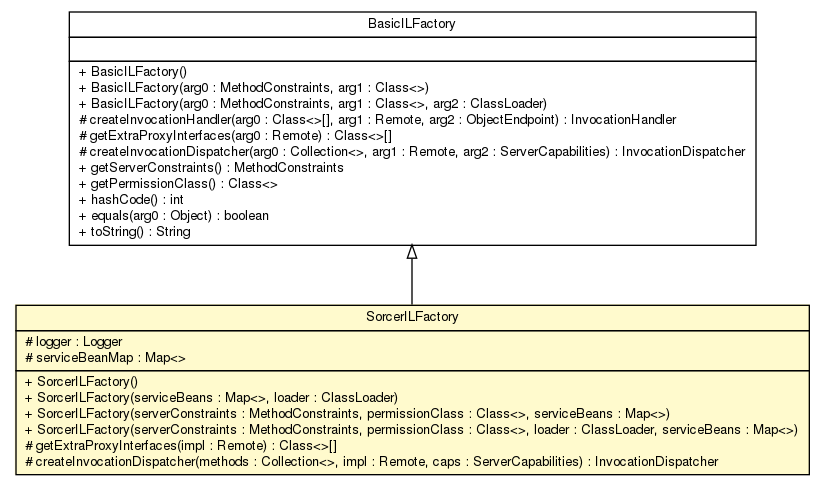 BasicILFactory
+ BasicILFactory()
+ BasicILFactory(arg0 : MethodConstraints, arg1 : Class<>)
+ BasicILFactory(arg0 : MethodConstraints, arg1 : Class<>, arg2 : ClassLoader)
# createInvocationHandler(arg0 : Class<>[], arg1 : Remote, arg2 : ObjectEndpoint) : InvocationHandler
# getExtraProxyInterfaces(arg0 : Remote) : Class<>[]
# createInvocationDispatcher(arg0 : Collection<>, arg1 : Remote, arg2 : ServerCapabilities) : InvocationDispatcher
+ getServerConstraints() : MethodConstraints
+ getPermissionClass() : Class<>
+ hashCode() : int
+ equals(arg0 : Object) : boolean
+ toString() : String
SorcerILFactory
# logger : Logger
# serviceBeanMap : Map<>
+ SorcerILFactory()
+ SorcerILFactory(serviceBeans : Map<>, loader : ClassLoader)
+ SorcerILFactory(serverConstraints : MethodConstraints, permissionClass : Class<>, serviceBeans : Map<>)
+ SorcerILFactory(serverConstraints : MethodConstraints, permissionClass : Class<>, loader : ClassLoader, serviceBeans : Map<>)
# getExtraProxyInterfaces(impl : Remote) : Class<>[]
# createInvocationDispatcher(methods : Collection<>, impl : Remote, caps : ServerCapabilities) : InvocationDispatcher